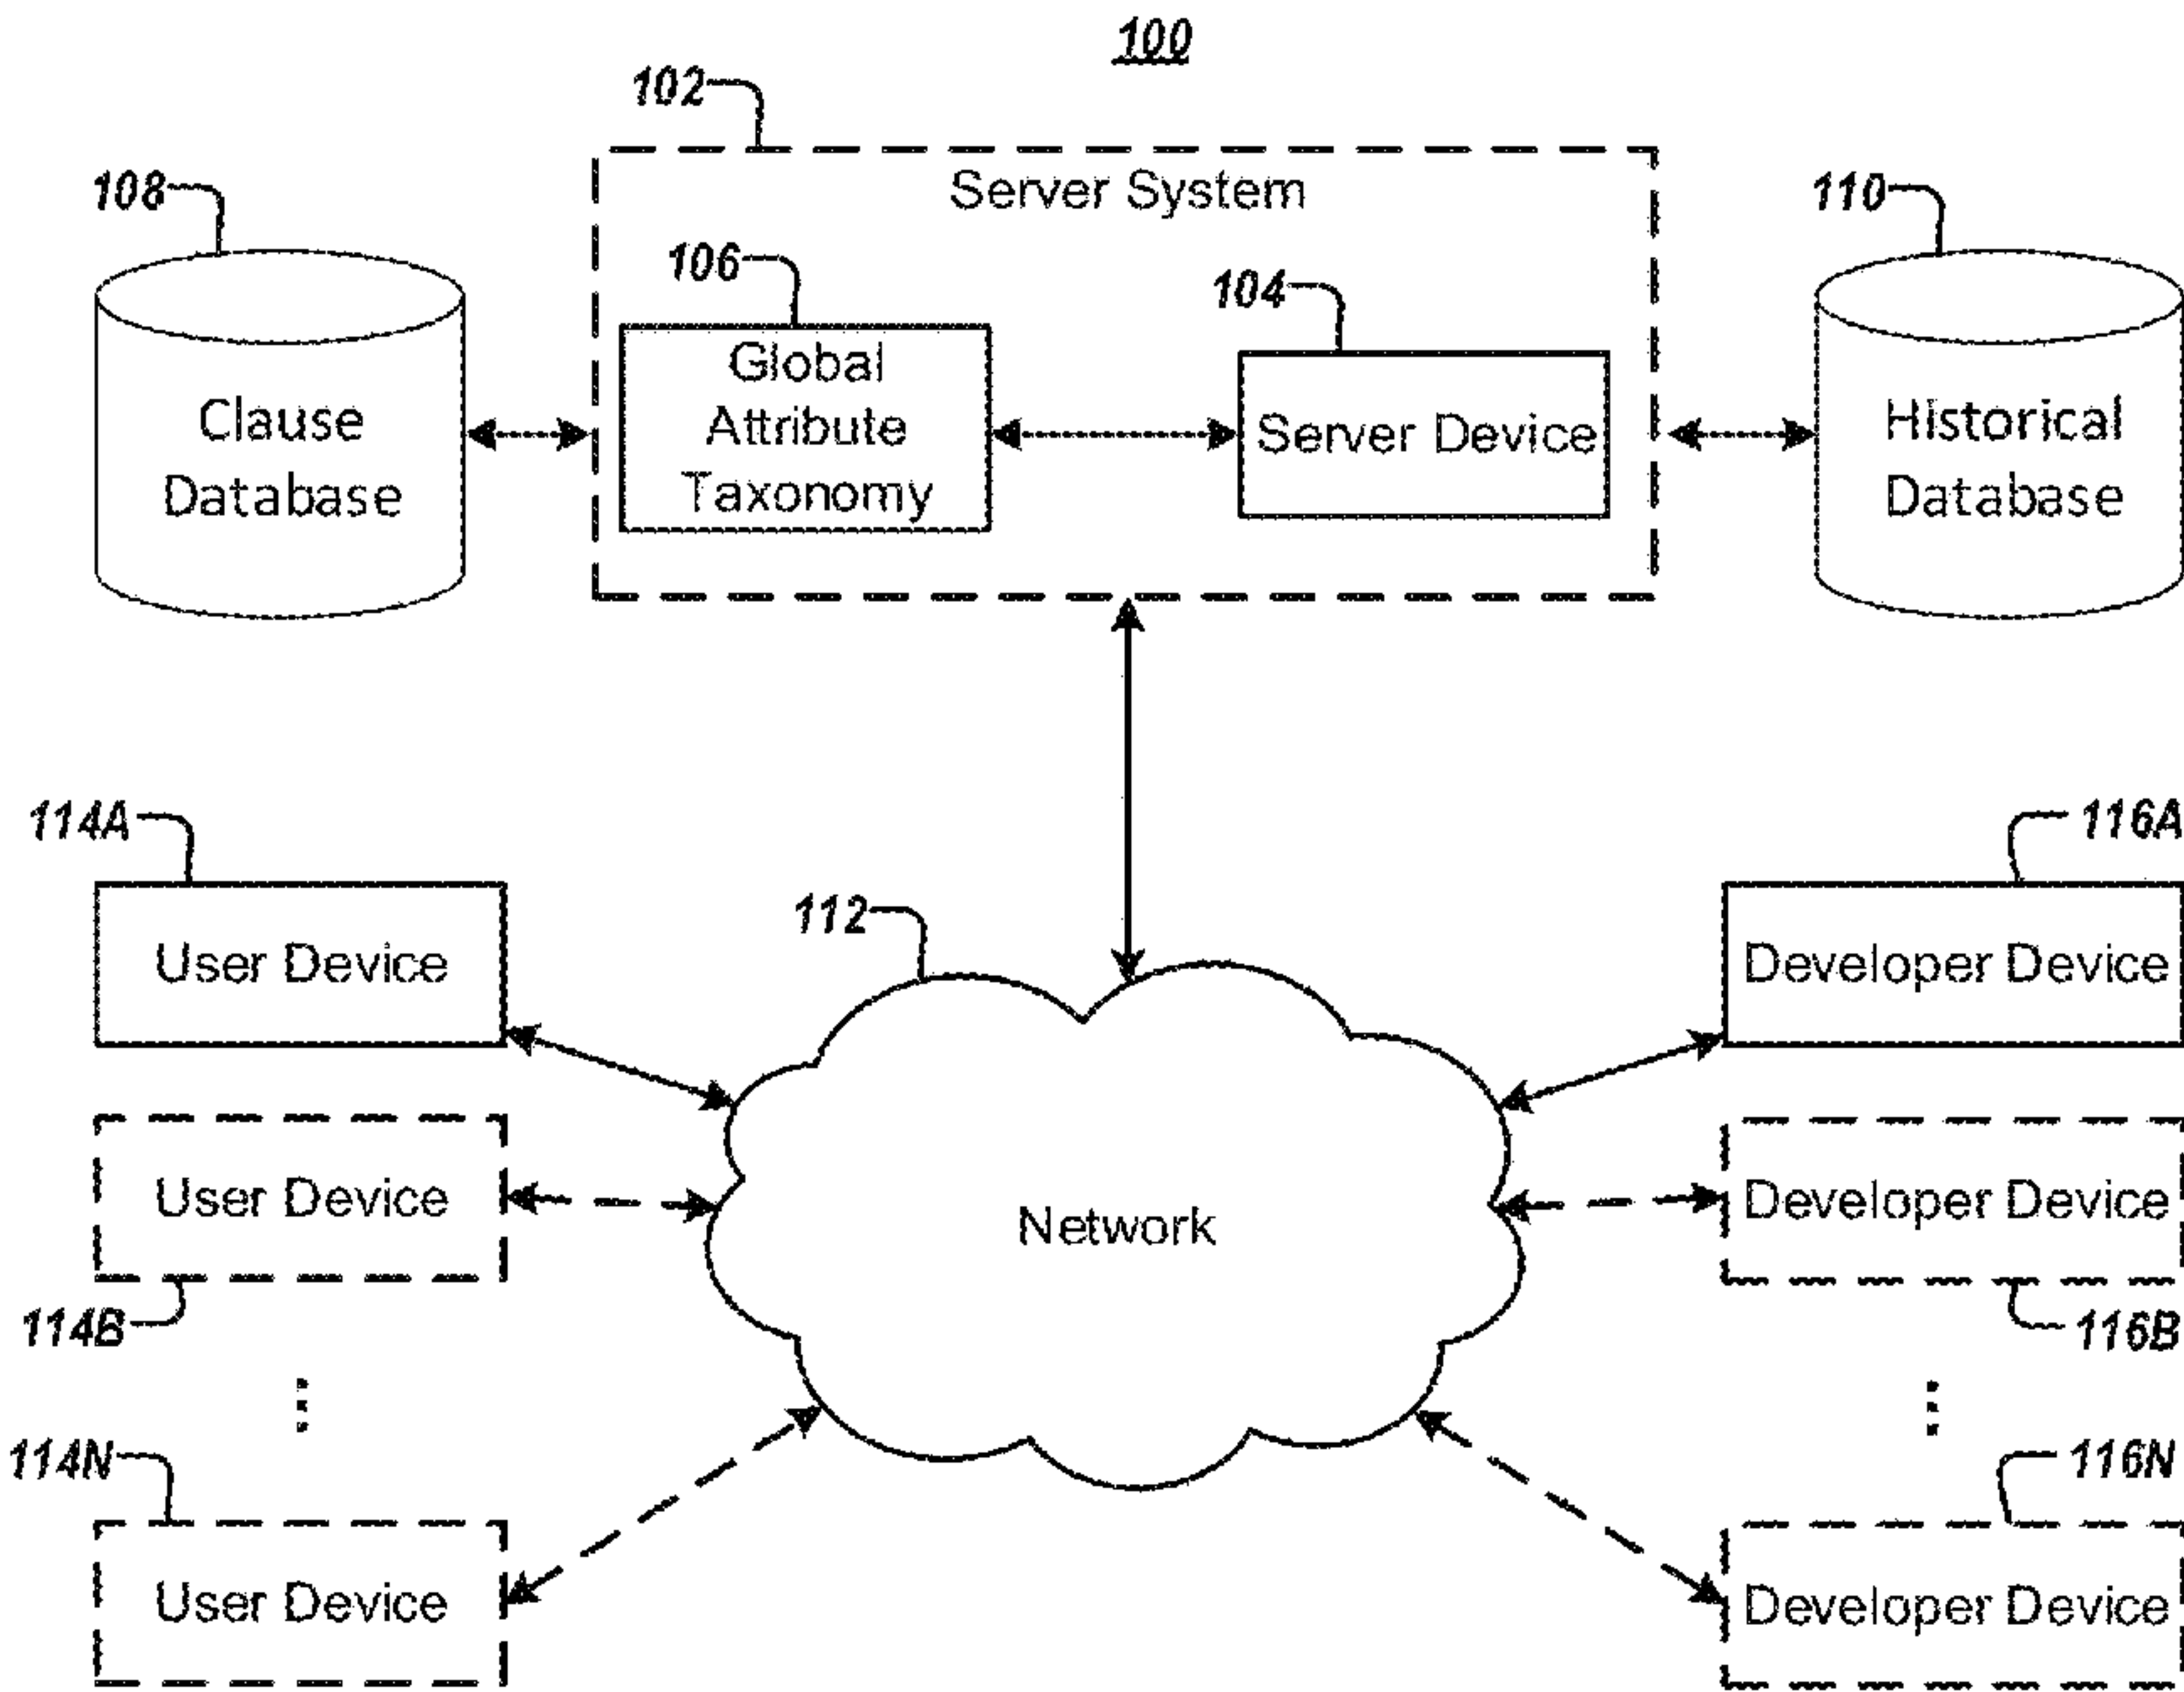 100
102
Server System
108
110
106
104
Global
Attribute
Taxonomy
Server Device
Clause
Database
Historical
Database
114A
116A
112
User Device
Developer Device
User Device
Developer Device
Network
114B
116B
114N
116N
User Device
Developer Device